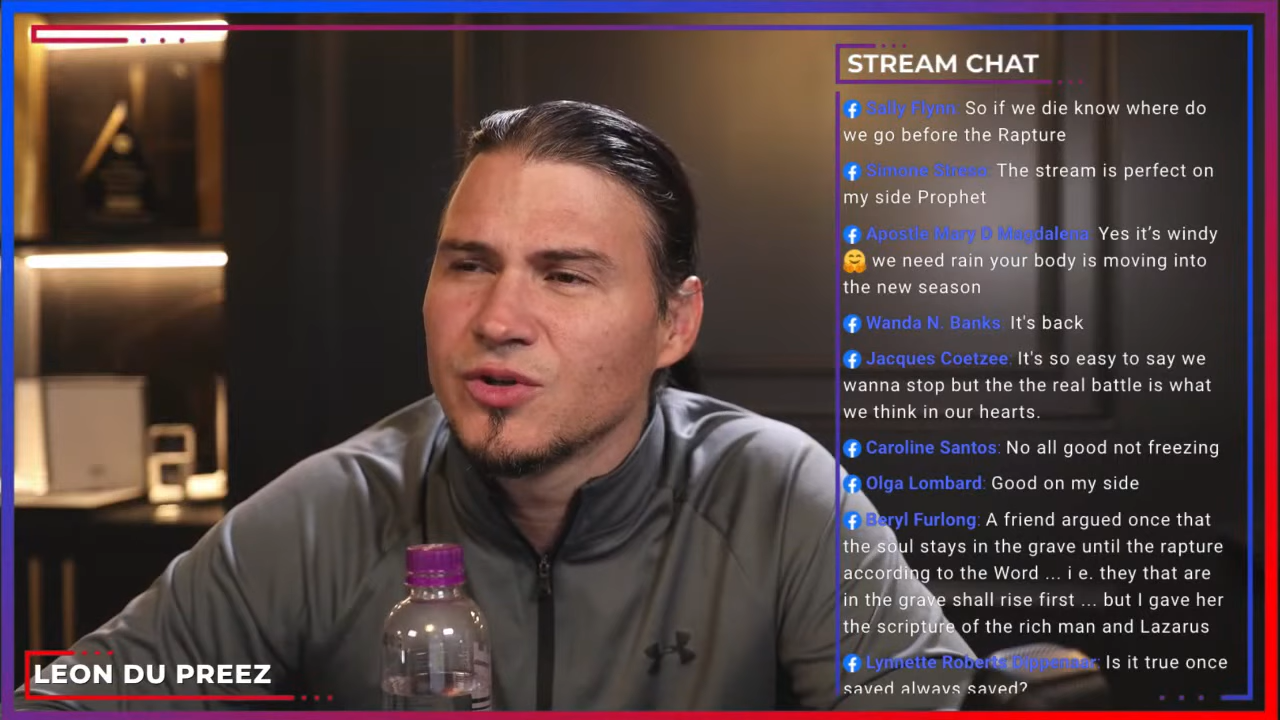 STREAM CHAT
Sally Flynn: So if we die know where do
we go before the Rapture
Simone Stress: The stream is perfect on
my side Prophet
Apostle Mary D Magdalena: Yes it’s windy
🤗 we need rain your body is moving into
the new season
Wanda N. Banks: It's back
Jacques Coetzee: It's so easy to say we
wanna stop but the the real battle is what
we think in our hearts.
Caroline Santos: No all good not freezing
Olga Lombard: Good on my side
Beryl Furlong: A friend argued once that
the soul stays in the grave until the rapture
according to the Word ... i e. they that are
in the grave shall rise first ... but I gave her
the scripture of the rich man and Lazarus
Lynnette Roberts Dippenaar: Is it true once
saved always saved?
LEON DU PREEZ